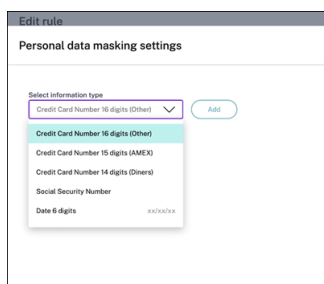 Edit rule
Personal data masking settings
Select information type
Credit Card Number 16 digits (Other)
Add
Credit Card Number 16 digits (Other)
Credit Card Number 15 digits (AMEX)
Credit Card Number 14 digits (Diners)
Social Security Number
Date 6 digits xx/xx/xx